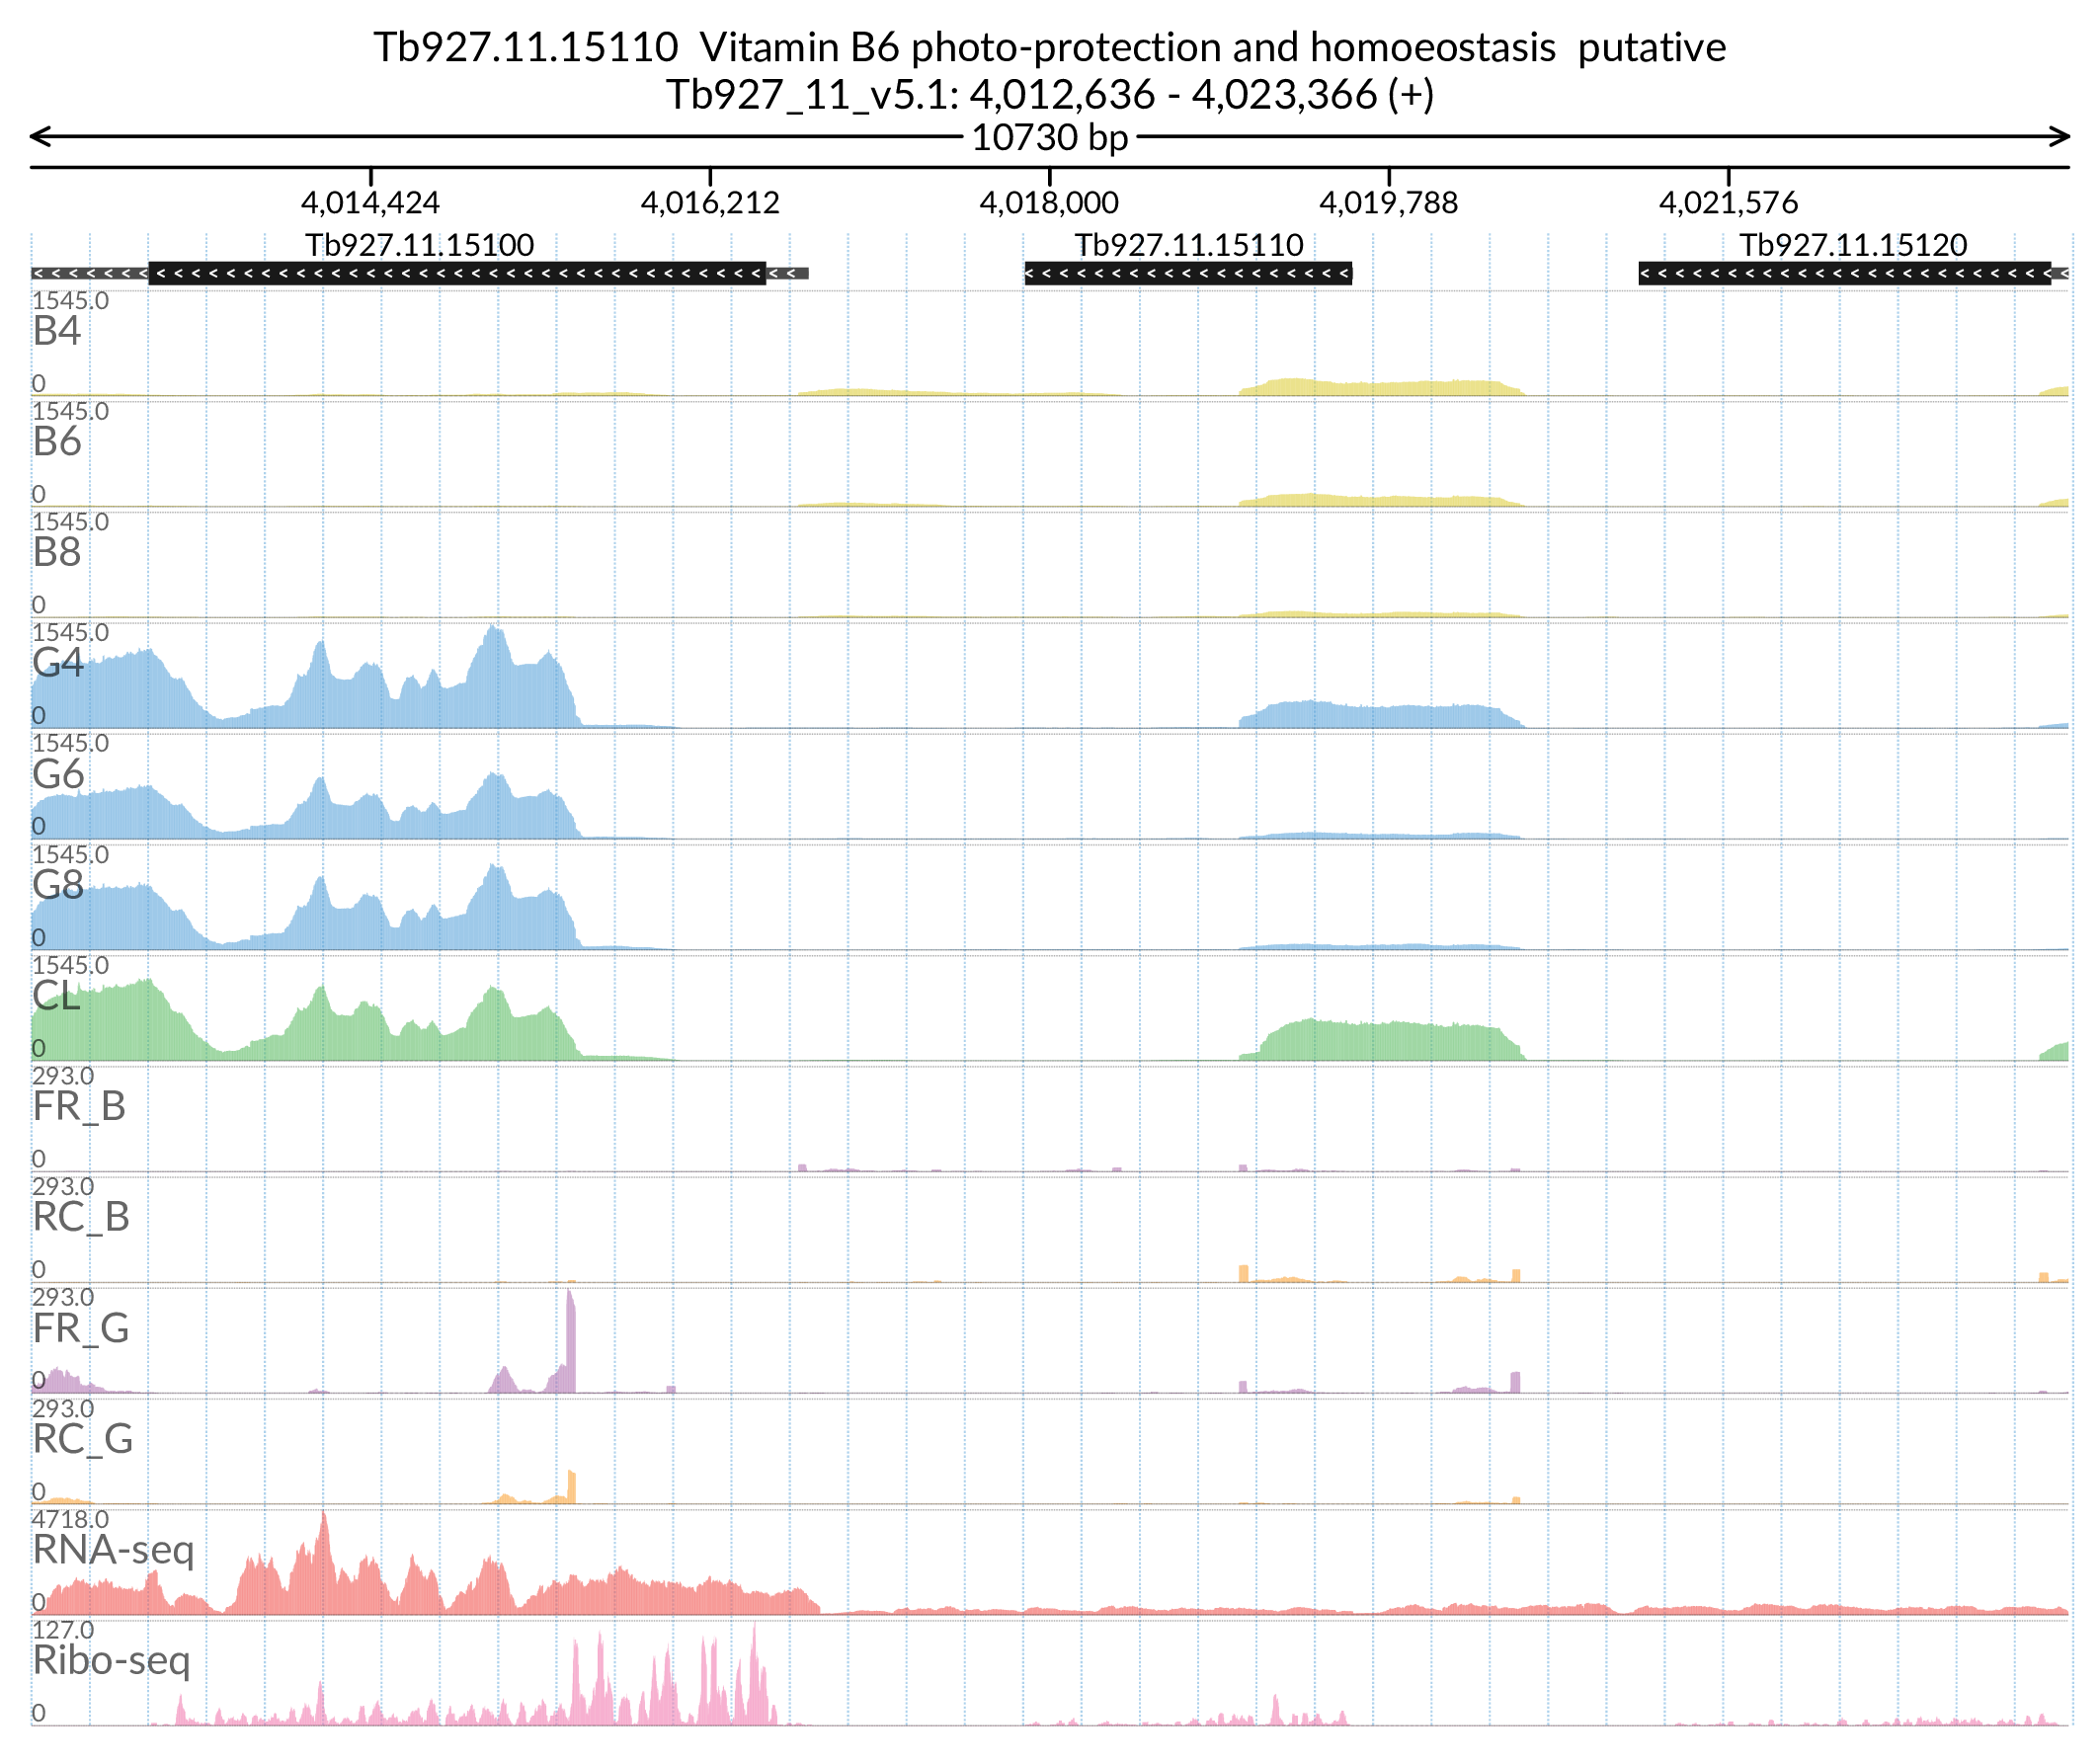 Tb927.11.15110  Vitamin B6 photo-protection and homoeostasis  putative
Tb927_11_v5.1: 4,012,636 - 4,023,366 (+)
10730 bp
4,014,424 4,016,212 4,018,000 4,019,788 4,021,576
Tb927.11.15100 Tb927.11.15110 Tb927.11.15120
1545.0
B4
0
1545.0
B6
0
1545.0
B8
0
1545.0
G4
0
1545.0
G6
0
1545.0
G8
0
1545.0
CL
0
293.0
FR_B
0
293.0
RC_B
0
293.0
FR_G
0
293.0
RC_G
0
4718.0
RNA-seq
0
127.0
Ribo-seq
0